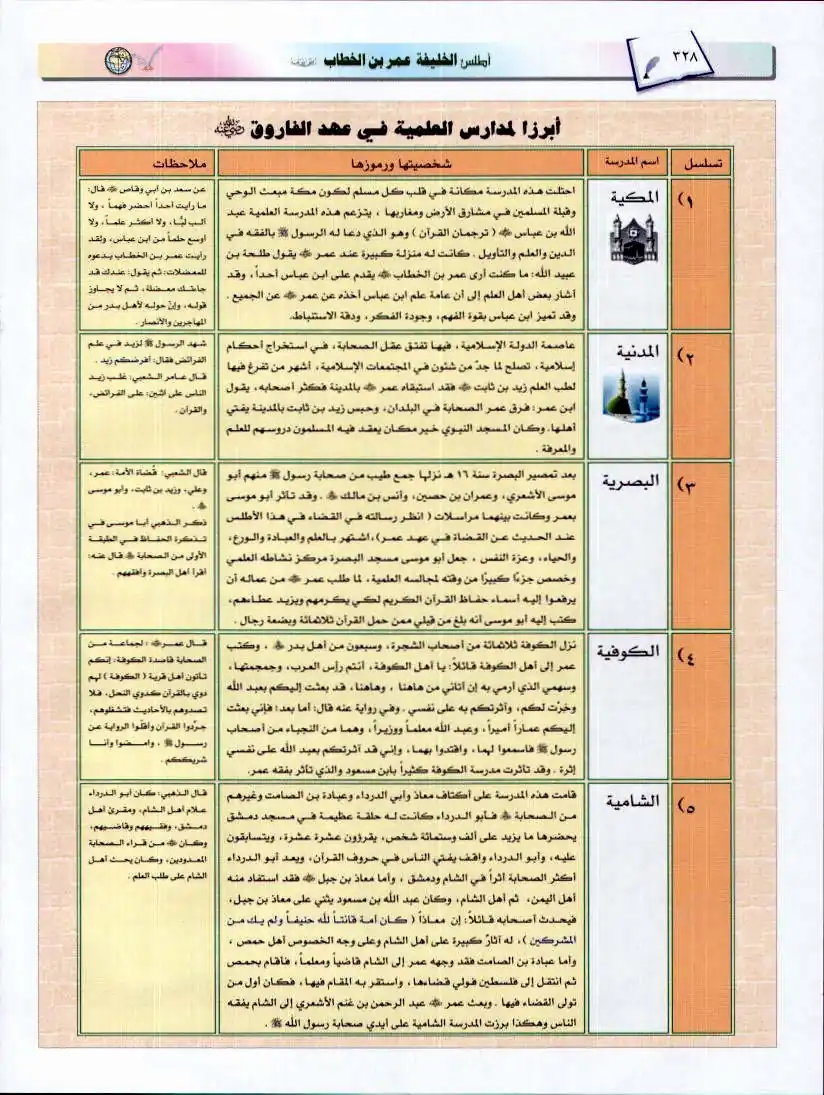 ٣٢٨
أطلس الخليفة عمر بن الخطاب
أبرز المدارس العلمية في عهد الفاروق رضي الله عنه
تسلسل
اسم المدرسة
شخصيتها ورموزها
ملاحظات
١)
المكية
احتلت هذه المدرسة مكانة في قلب كل مسلم لكون مكة مبعث الوحي
وقبلة المسلمين في مشارق الأرض ومغاربها ، يتزعم هذه المدرسة العلمية عبد
الله بن عباس ( ترجمان القرآن ) وهو الذي دعا له الرسول ﷺ بالفقه في
الدين والعلم والتأويل . كانت له منزلة كبيرة عند عمر يقول طلحة بن
عبيد الله: ما كنت أرى عمر بن الخطاب يقدم على ابن عباس أحداً، وقد
أشار بعض أهل العلم إلى أن عامة علم ابن عباس أخذه عن عمر عن الجميع .
وقد تميز ابن عباس بقوة الفهم، وجودة الفكر، ودقة الاستنباط.
عن سعد بن أبي وقاص قال:
ما رأيت أحداً أحضر فهماً ، ولا
ألب لبًّا، ولا أكثر علماً، ولا
أوسع حلماً من ابن عباس، ولقد
رأيت عمر بن الخطاب يدعوه
للمعضلات؛ ثم يقول: عندك قد
جاءتك معضلة، ثم لا يجاوز
قوله، وإنّ حوله لأهل بدر من
المهاجرين والأنصار .
٢)
المدنية
عاصمة الدولة الإسلامية، فيها تفتق عقل الصحابة، في استخراج أحكام
إسلامية، تصلح لما جدّ من شئون في المجتمعات الإسلامية، أشهر من تفرغ فيها
لطب العلم زيد بن ثابت فقد استبقاه عمر بالمدينة فكثر أصحابه، يقول
ابن عمر: فرق عمر الصحابة في البلدان، وحبس زيد بن ثابت بالمدينة يفتي
أهلها. وكان المسجد النبوي خير مكان يعقد فيه المسلمون دروسهم للعلم
والمعرفة .
شهد الرسول ﷺ لزيد في علم
الفرائض فقال: أفرضكم زيد .
قال عامر الشعبي: غلب زيد
الناس على اثنين: على الفرائض،
والقرآن .
٣)
البصرية
بعد تمصير البصرة سنة ١٦ هـ نزلها جمع طيب من صحابة رسول ﷺ منهم أبو
موسى الأشعري، وعمران بن حصين، وأنس بن مالك . وقد تأثر أبو موسى
بعمر وكانت بينهما مراسلات ( انظر رسالته في القضاء في هذا الأطلس
عند الحديث عن القضاة في عهد عمر )، اشتهر بالعلم والعبادة والورع،
والحياء، وعزة النفس ، جعل أبو موسى مسجد البصرة مركز نشاطه العلمي
وخصص جزءًا كبيرًا من وقته لمجالسه العلمية، لما طلب عمر من عماله أن
يرفعوا إليه أسماء حفاظ القرآن الكريم لكي يكرمهم ويزيد عطاءهم،
كتب إليه أبو موسى أنه بلغ من قبلي ممن حمل القرآن ثلاثمائة وبضعة رجال .
قال الشعبي: قُضاة الأمة: عمر،
وعلي، وزيد بن ثابت، وأبو موسى
.
ذكر الذهبي أبا موسى في
تذكرة الحفاظ في الطبقة
الأولى من الصحابة قال عنه:
أقرأ أهل البصرة وأفقههم .
٤)
الكوفية
نزل الكوفة ثلاثمائة من أصحاب الشجرة، وسبعون من أهل بدر ، وكتب
عمر إلى أهل الكوفة قائلاً: يا أهل الكوفة، أنتم رأس العرب، وجمجمتها،
وسهمي الذي أرمي به إن أتاني من هاهنا ، وهاهنا، قد بعثت إليكم بعبد الله
وخِرْت لكم، وآثرتكم به على نفسي . وفي رواية عنه قال: أما بعد؛ فإني بعثت
إليكم عماراً أميراً، وعبد الله معلماً ووزيراً، وهما من النجباء من أصحاب
رسول ﷺ فاسمعوا لهما، واقتدوا بهما، وإني قد آثرتكم بعبد الله على نفسي
إثرة . وقد تأثرت مدرسة الكوفة كثيراً بابن مسعود والذي تأثر بفقه عمر.
قال عمر : لجماعة من
الصحابة قاصدة الكوفة: إنكم
تأتون أهل قرية ( الكوفة ) لهم
دوي بالقرآن كدوي النحل، فلا
تصدوهم بالأحاديث فتشغلوهم،
جرّدوا القرآن وأقلّوا الرواية عن
رسول ﷺ ، وامضوا وأنا
شريككم.
٥)
الشامية
قامت هذه المدرسة على أكتاف معاذ وأبي الدرداء وعبادة بن الصامت وغيرهم
من الصحابة فأبو الدرداء كانت له حلقة عظيمة في مسجد دمشق
يحضرها ما يزيد على ألف وستمائة شخص، يقرؤون عشرة عشرة، ويتسابقون
عليه، وأبو الدرداء واقف يفتي الناس في حروف القرآن، ويعد أبو الدرداء
أكثر الصحابة أثراً في الشام ودمشق ، وأما معاذ بن جبل فقد استفاد منه
أهل اليمن، ثم أهل الشام، وكان عبد الله بن مسعود يثني على معاذ بن جبل،
فيحدث أصحابه قائلاً: إن معاذاً ( كان أمة قانتاً لله حنيفاً ولم يك من
المشركين )، له آثارٌ كبيرة على أهل الشام وعلى وجه الخصوص أهل حمص ،
وأما عبادة بن الصامت فقد وجهه عمر إلى الشام قاضياً ومعلماً، فأقام بحمص
ثم انتقل إلى فلسطين فولي قضاءها، واستقر به المقام فيها، فكان أول من
تولى القضاء فيها . وبعث عمر عبد الرحمن بن غنم الأشعري إلى الشام يفقه
الناس وهكذا برزت المدرسة الشامية على أيدي صحابة رسول الله ﷺ .
قال الذهبي: كان أبو الدرداء
علام أهل الشام، ومقرئ أهل
دمشق، وفقيههم وقاضيهم،
وكان من قراء الصحابة
المعدودين، وكان يحث أهل
الشام على طلب العلم .